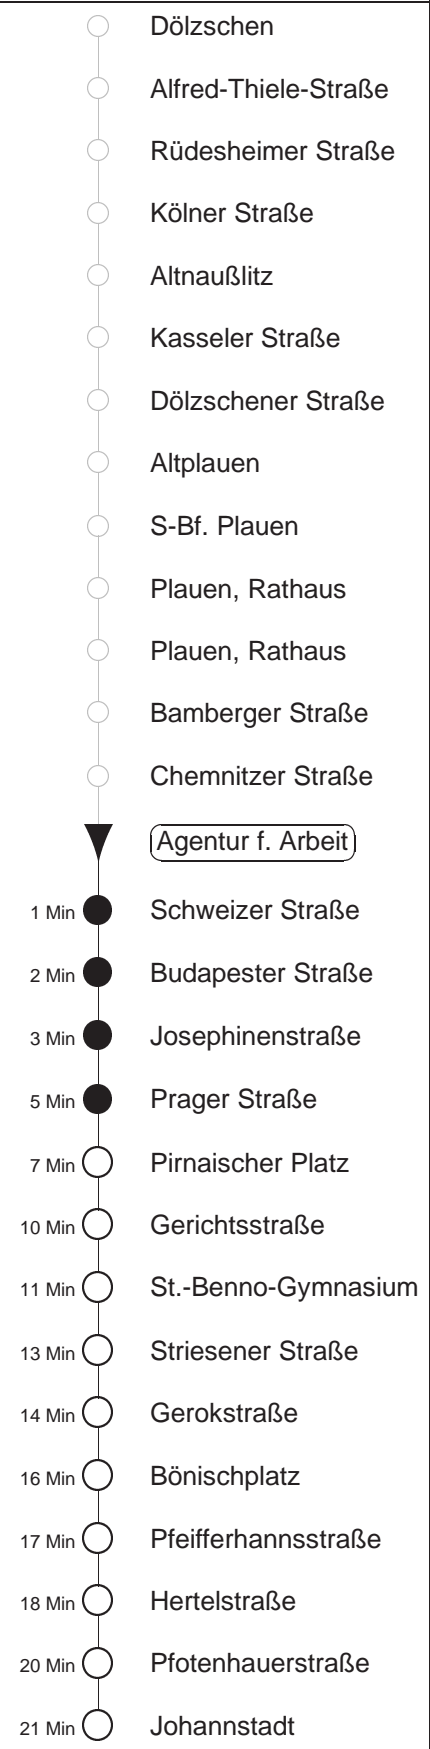 Dölzschen
Alfred-Thiele-Straße
Rüdesheimer Straße
Kölner Straße
Altnaußlitz
Kasseler Straße
Dölzschener Straße
Altplauen
S-Bf. Plauen
Plauen, Rathaus
Plauen, Rathaus
Bamberger Straße
Chemnitzer Straße
Agentur f. Arbeit
1 Min Schweizer Straße
2 Min Budapester Straße
3 Min Josephinenstraße
5 Min Prager Straße
7 Min Pirnaischer Platz
10 Min Gerichtsstraße
11 Min St.-Benno-Gymnasium
13 Min Striesener Straße
14 Min Gerokstraße
16 Min Bönischplatz
17 Min Pfeifferhannsstraße
18 Min Hertelstraße
20 Min Pfotenhauerstraße
21 Min Johannstadt